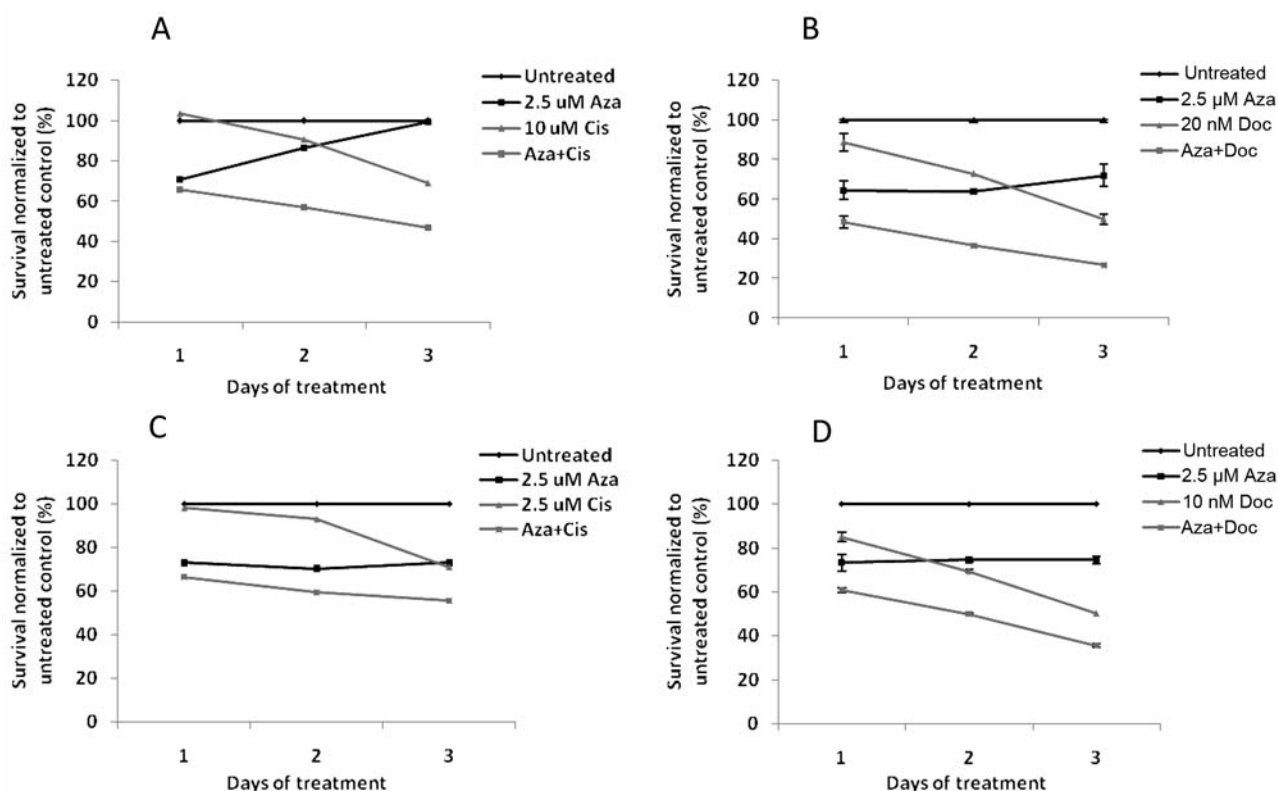 A
Survival normalized to
untreated control (%)
120
100
80
60
40
20
0
1 2 3
Days of treatment
Untreated
2.5 uM Aza
10 uM Cis
Aza+Cis
B
Survival normalized to
untreated control (%)
120
100
80
60
40
20
0
1 2 3
Days of treatment
Untreated
2.5 µM Aza
20 nM Doc
Aza+Doc
C
Survival normalized to
untreated control (%)
120
100
80
60
40
20
0
1 2 3
Days of treatment
Untreated
2.5 uM Aza
2.5 uM Cis
Aza+Cis
D
Survival normalized to
untreated control (%)
120
100
80
60
40
20
0
1 2 3
Days of treatment
Untreated
2.5 µM Aza
10 nM Doc
Aza+Doc